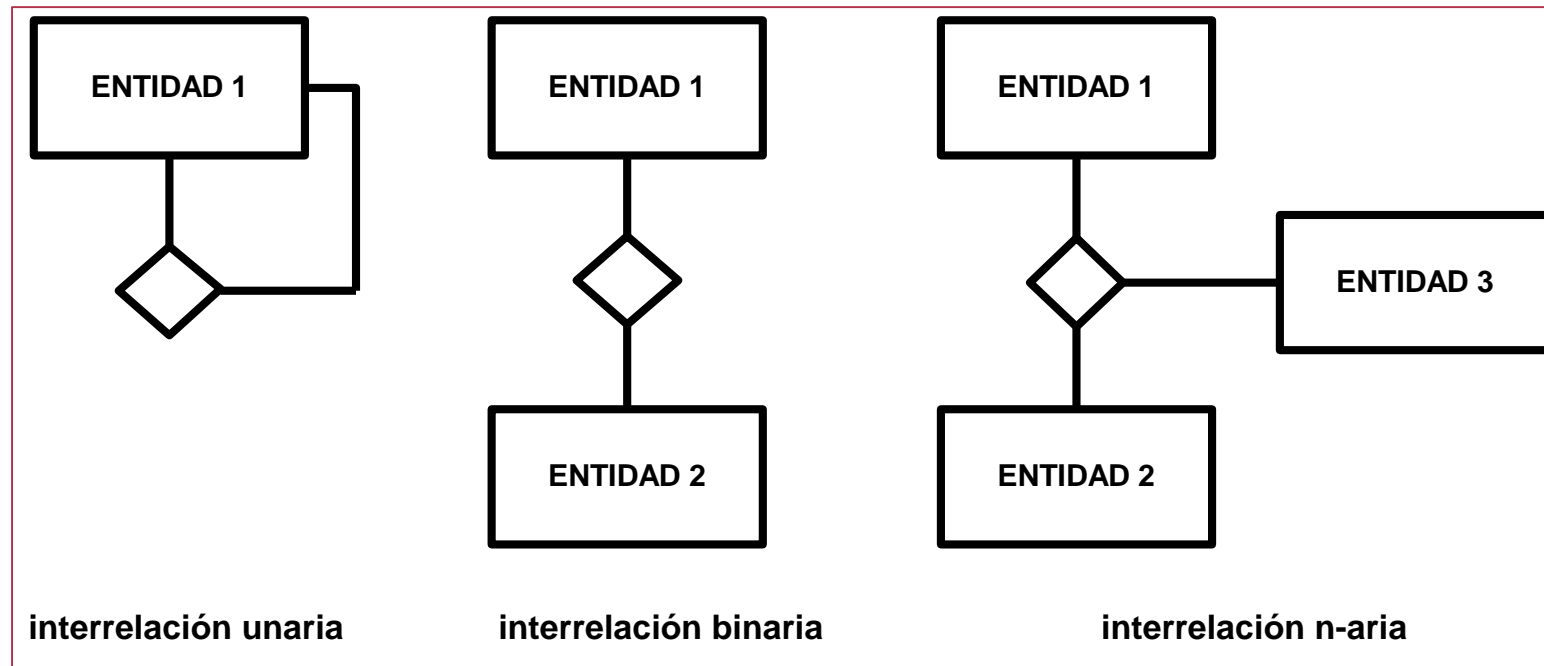 ENTIDAD 1
ENTIDAD 1
ENTIDAD 1
ENTIDAD 3
ENTIDAD 2
ENTIDAD 2
interrelación unaria
interrelación binaria
interrelación n-aria